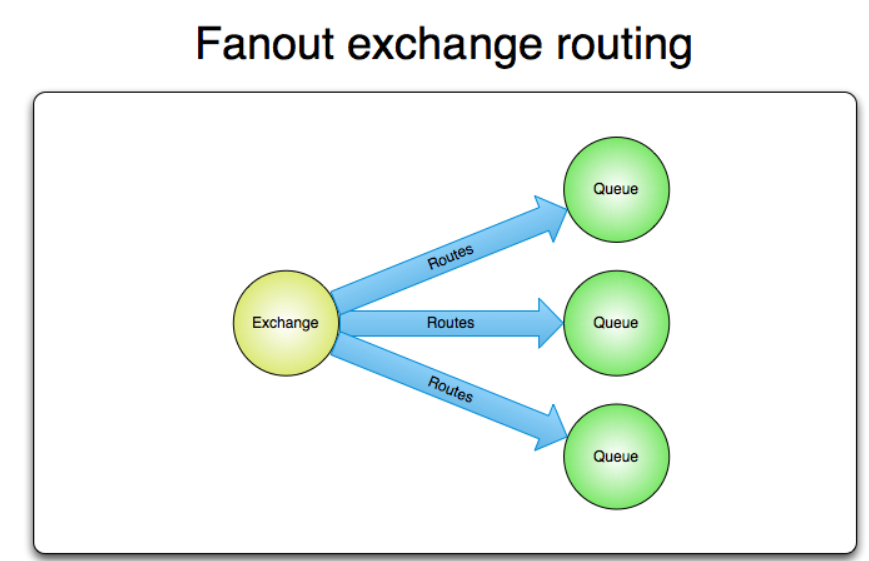 Fanout exchange routing
Queue
Routes
Exchange
Routes
Queue
Routes
Queue